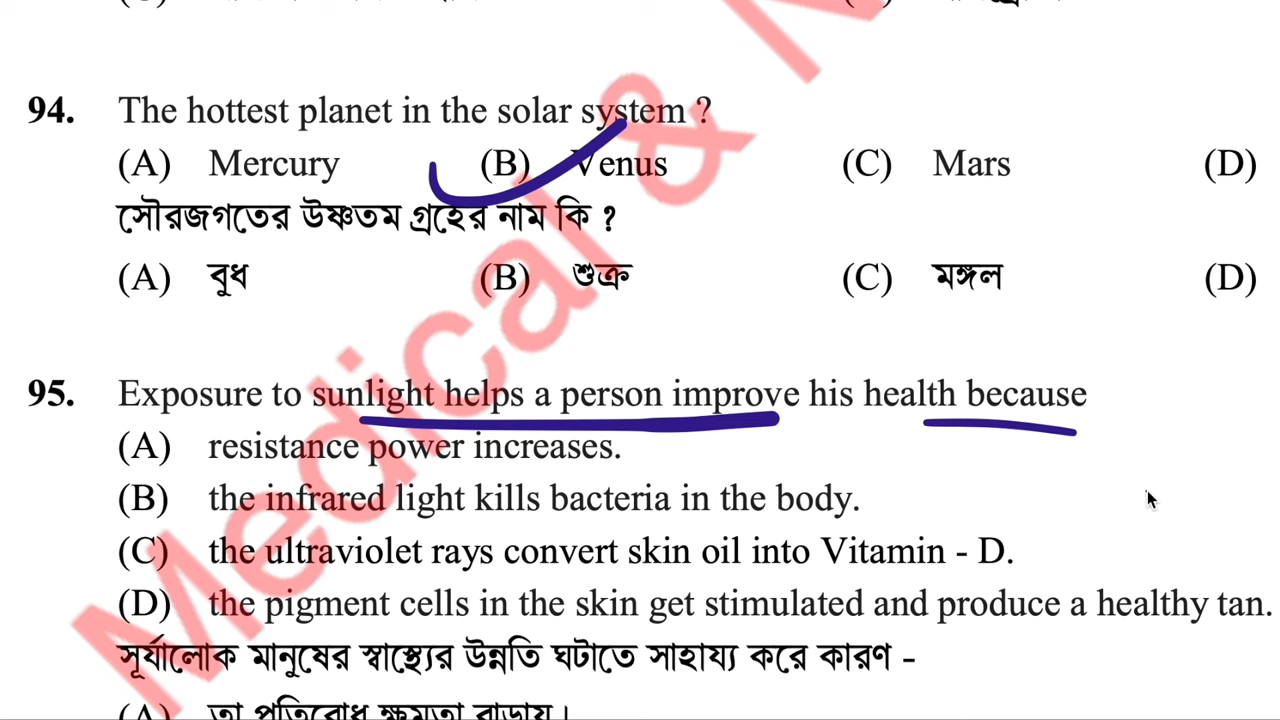 94. The hottest planet in the solar system ?
(A) Mercury (B) Venus (C) Mars (D)
সৌরজগতের উষ্ণতম গ্রহের নাম কি ?
(A) বুধ (B) শুক্র (C) মঙ্গল (D)
95. Exposure to sunlight helps a person improve his health because
(A) resistance power increases.
(B) the infrared light kills bacteria in the body.
(C) the ultraviolet rays convert skin oil into Vitamin - D.
(D) the pigment cells in the skin get stimulated and produce a healthy tan.
সূর্যালোক মানুষের স্বাস্থ্যের উন্নতি ঘটাতে সাহায্য করে কারণ -
(A) তা প্রতিরোধ ক্ষমতা বাড়ায়।
Medical &